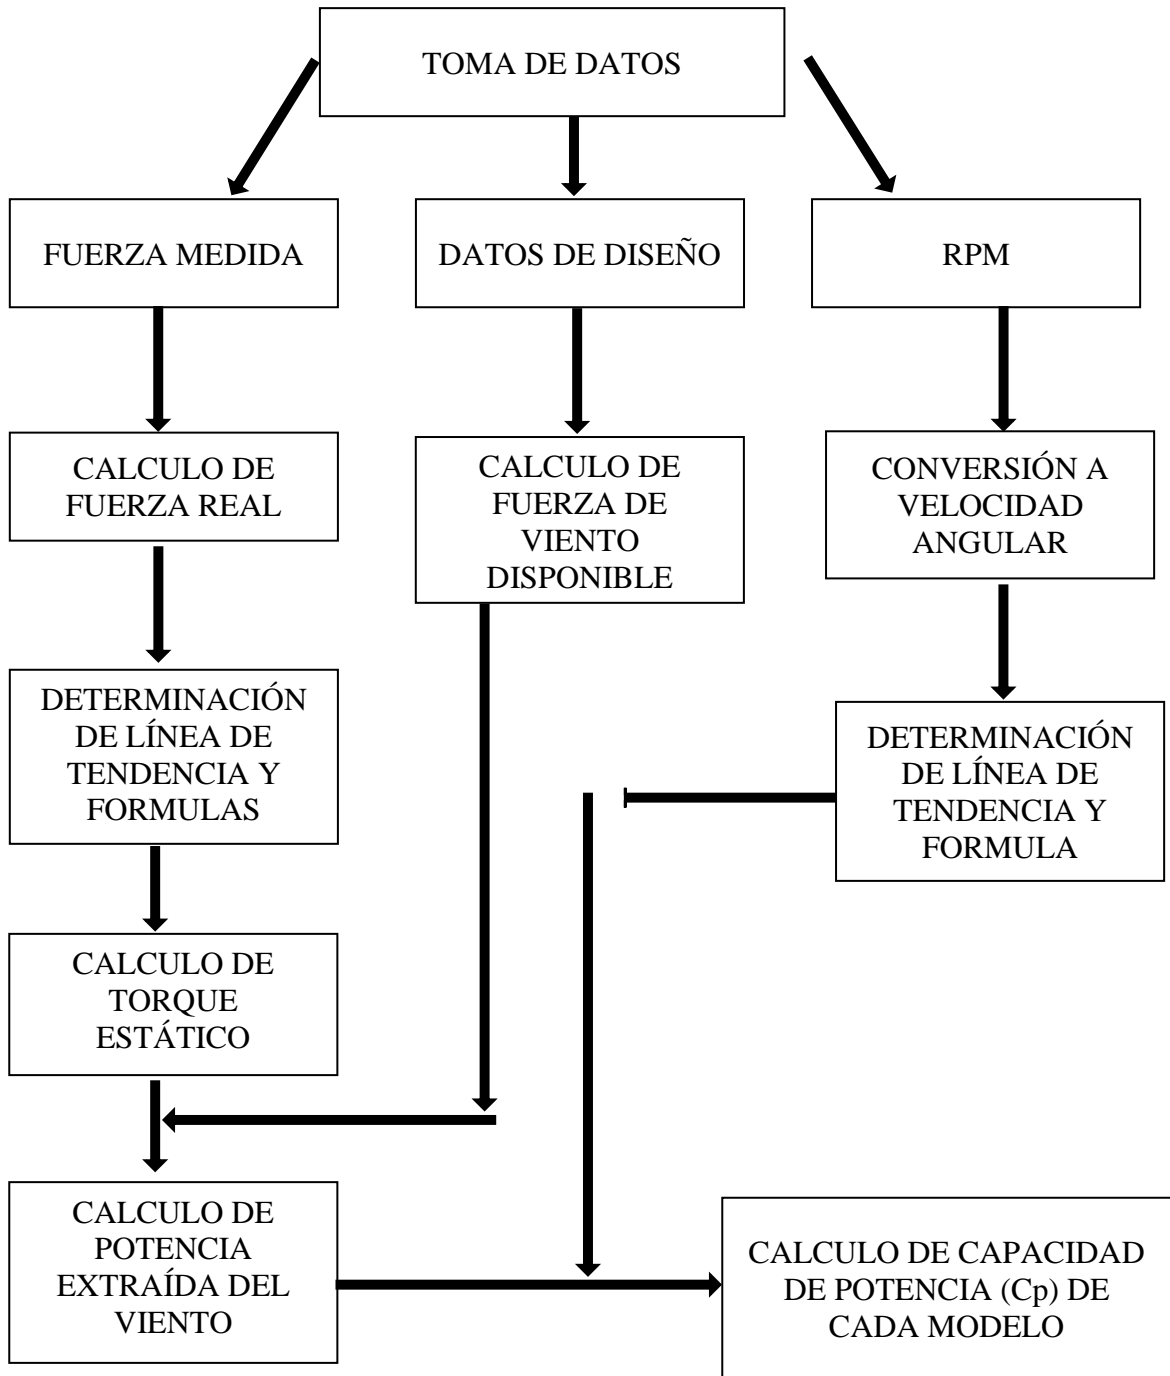 TOMA DE DATOS
FUERZA MEDIDA
DATOS DE DISEÑO
RPM
CALCULO DE
FUERZA REAL
CALCULO DE
FUERZA DE
VIENTO
DISPONIBLE
CONVERSIÓN A
VELOCIDAD
ANGULAR
DETERMINACIÓN
DE LÍNEA DE
TENDENCIA Y
FORMULAS
DETERMINACIÓN
DE LÍNEA DE
TENDENCIA Y
FORMULA
CALCULO DE
TORQUE
ESTÁTICO
CALCULO DE
POTENCIA
EXTRAÍDA DEL
VIENTO
CALCULO DE CAPACIDAD
DE POTENCIA (Cp) DE
CADA MODELO